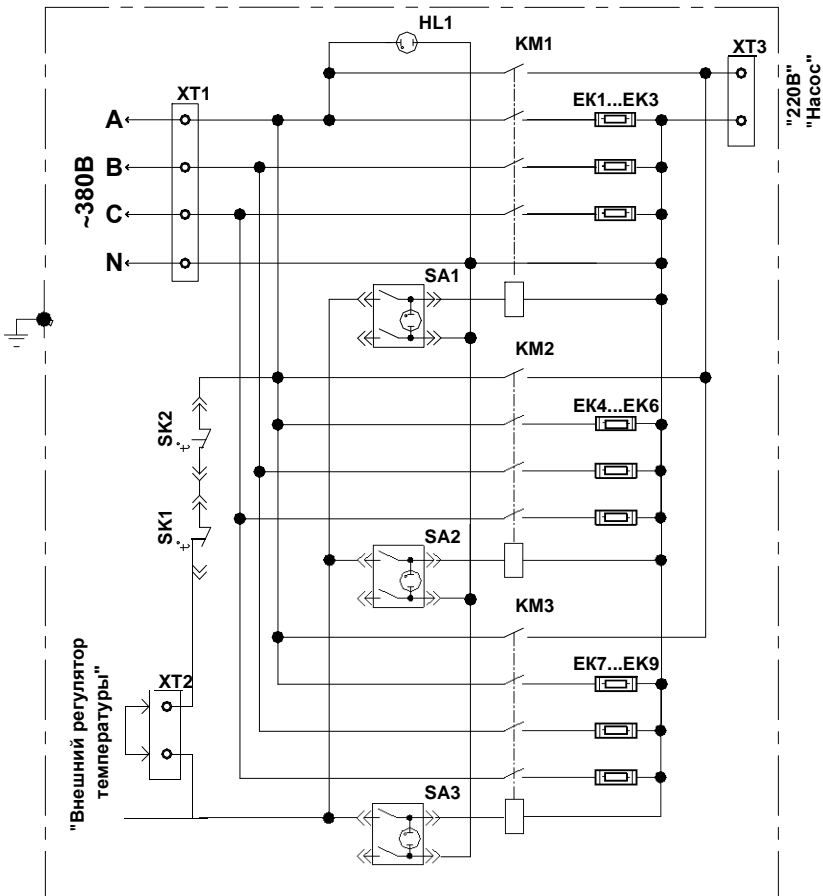 HL1
KM1
XT3
XT1
EK1...EK3
"220В"
"Насос"
A
B
C
N
~380В
SA1
KM2
EK4...EK6
SK2
t
SK1
t
SA2
KM3
EK7...EK9
"Внешний регулятор
температуры"
XT2
SA3